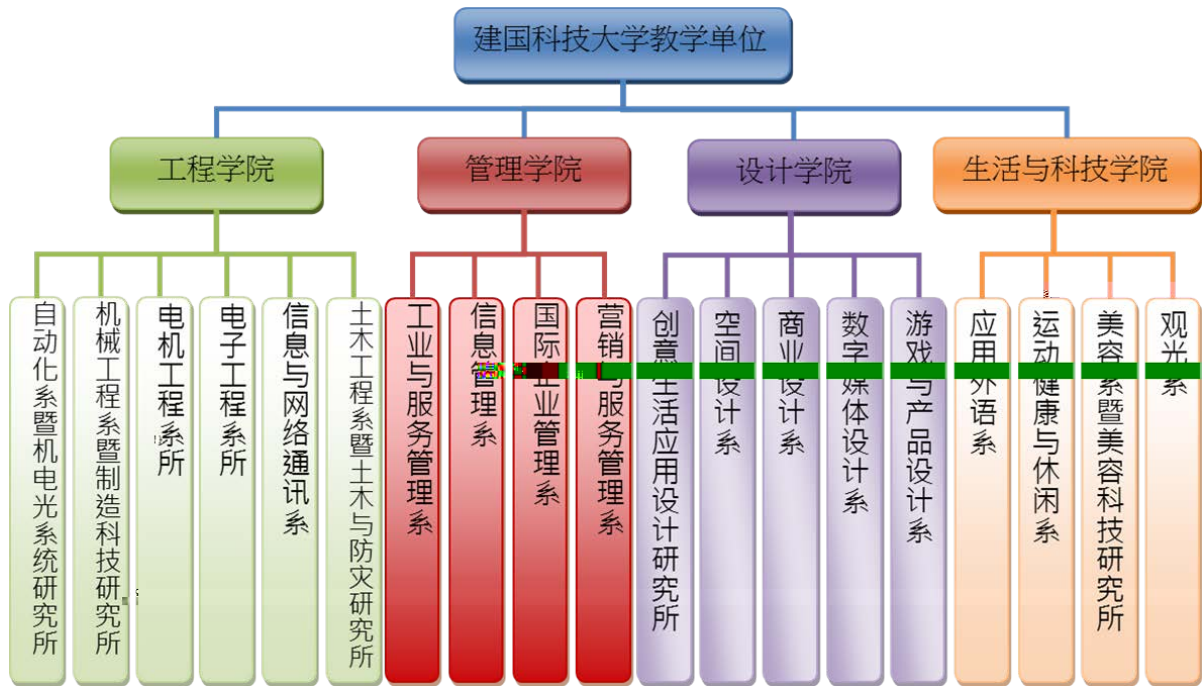 建国科技大学教学单位
工程学院
管理学院
设计学院
生活与科技学院
自动化系暨机电光系统研究所
机械工程系暨制造科技研究所
电机工程系所
电子工程系所
信息与网络通讯系
土木工程系暨土木与防灾研究所
工业与服务管理系
信息管理系
国际企业管理系
营销与服务管理系
创意生活应用设计研究所
空间设计系
商业设计系
数字媒体设计系
游戏与产品设计系
应用外语系
运动健康与休闲系
美容系暨美容科技研究所
观光系